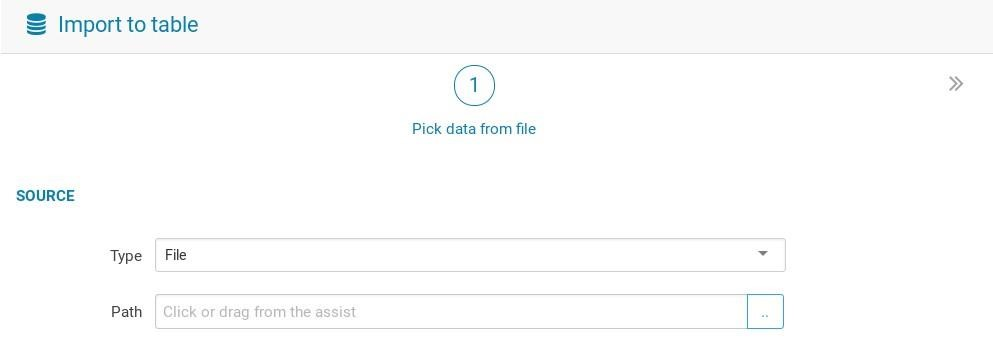 Import to table
1
Pick data from file
SOURCE
Type File
Path Click or drag from the assist ..